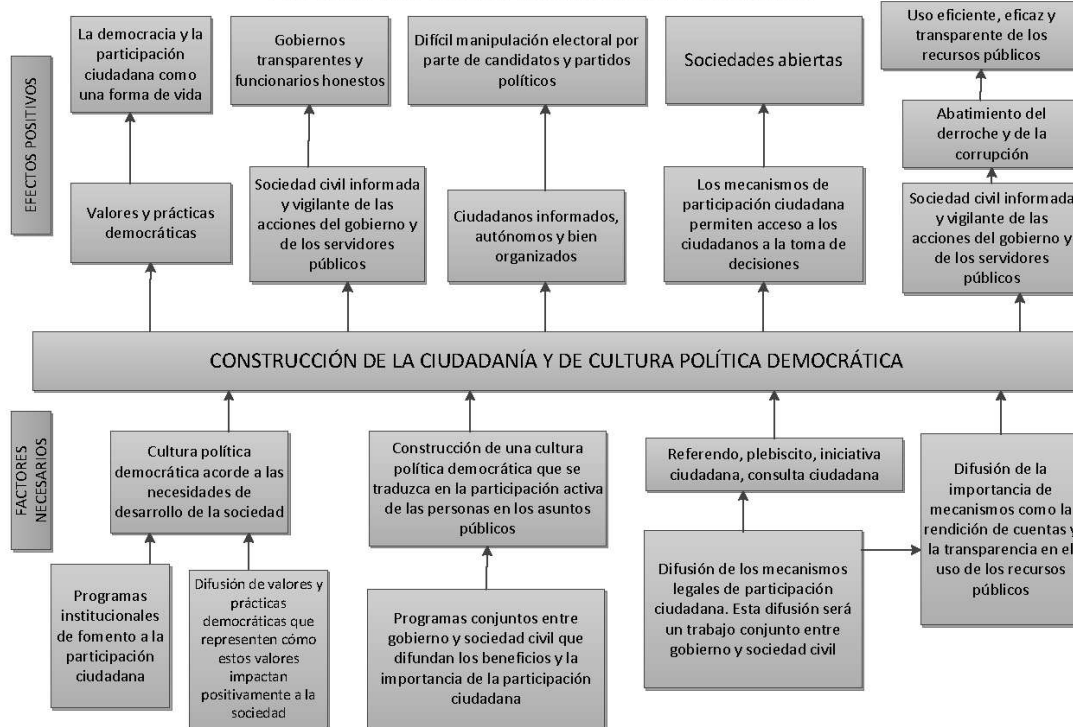 EFECTOS POSITIVOS
La democracia y la
participación
ciudadana como
una forma de vida
Gobiernos
transparentes y
funcionarios honestos
Difícil manipulación electoral por
parte de candidatos y partidos
políticos
Sociedades abiertas
Uso eficiente, eficaz y
transparente de los
recursos públicos
Abatimiento del
derroche y de la
corrupción
Valores y prácticas
democráticas
Sociedad civil informada
y vigilante de las
acciones del gobierno y
de los servidores
públicos
Ciudadanos informados,
autónomos y bien
organizados
Los mecanismos de
participación ciudadana
permiten acceso a los
ciudadanos a la toma de
decisiones
Sociedad civil informada
y vigilante de las
acciones del gobierno y
de los servidores
públicos
CONSTRUCCIÓN DE LA CIUDADANÍA Y DE CULTURA POLÍTICA DEMOCRÁTICA
FACTORES
NECESARIOS
Cultura política
democrática acorde a las
necesidades de
desarrollo de la sociedad
Construcción de una cultura
política democrática que se
traduzca en la participación activa
de las personas en los asuntos
públicos
Referendo, plebiscito, iniciativa
ciudadana, consulta ciudadana
Difusión de la
importancia de
mecanismos como la
rendición de cuentas y
la transparencia en el
uso de los recursos
públicos
Programas
institucionales
de fomento a la
participación
ciudadana
Difusión de valores y
prácticas
democráticas que
representen cómo
estos valores
impactan
positivamente a la
sociedad
Programas conjuntos entre
gobierno y sociedad civil que
difundan los beneficios y la
importancia de la participación
ciudadana
Difusión de los mecanismos
legales de participación
ciudadana. Esta difusión será
un trabajo conjunto entre
gobierno y sociedad civil